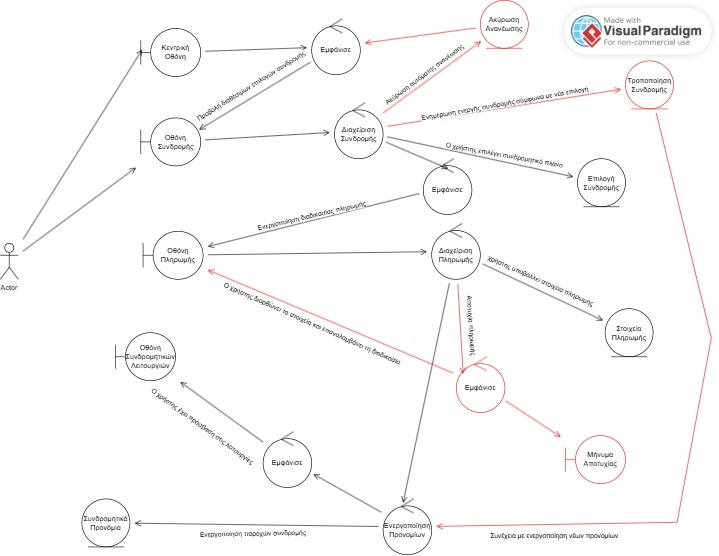 Made with
VisualParadigm
For non-commercial use
Κεντρική
Οθόνη
Εμφάνισε
Ακύρωση
Ανανέωσης
Τροποποίηση
Συνδρομής
Προβολή διαθέσιμων επιλογών συνδρομής
Ακύρωση αυτόματης ανανέωσης
Ενημέρωση ενεργής συνδρομής σύμφωνα με νέα επιλογή
Οθόνη
Συνδρομής
Διαχείριση
Συνδρομής
Ο χρήστης επιλέγει συνδρομητικό πλάνο
Εμφάνισε
Επιλογή
Συνδρομής
Ενεργοποίηση διαδικασίας πληρωμής
Actor
Οθόνη
Πληρωμής
Διαχείριση
Πληρωμής
Χρήστης υποβάλλει στοιχεία πληρωμής
Ο χρήστης διορθώνει τα στοιχεία και επαναλαμβάνει τη διαδικασία
Αποτυχία πληρωμής
Στοιχεία
Πληρωμής
Οθόνη
Συνδρομητικών
Λειτουργιών
Εμφάνισε
Ο χρήστης έχει πρόσβαση στις λειτουργίες
Εμφάνισε
Μήνυμα
Αποτυχίας
Συνδρομητικά
Προνόμια
Ενεργοποίηση παροχών συνδρομής
Ενεργοποίηση
Προνομίων
Συνέχεια με ενεργοποίηση νέων προνομίων